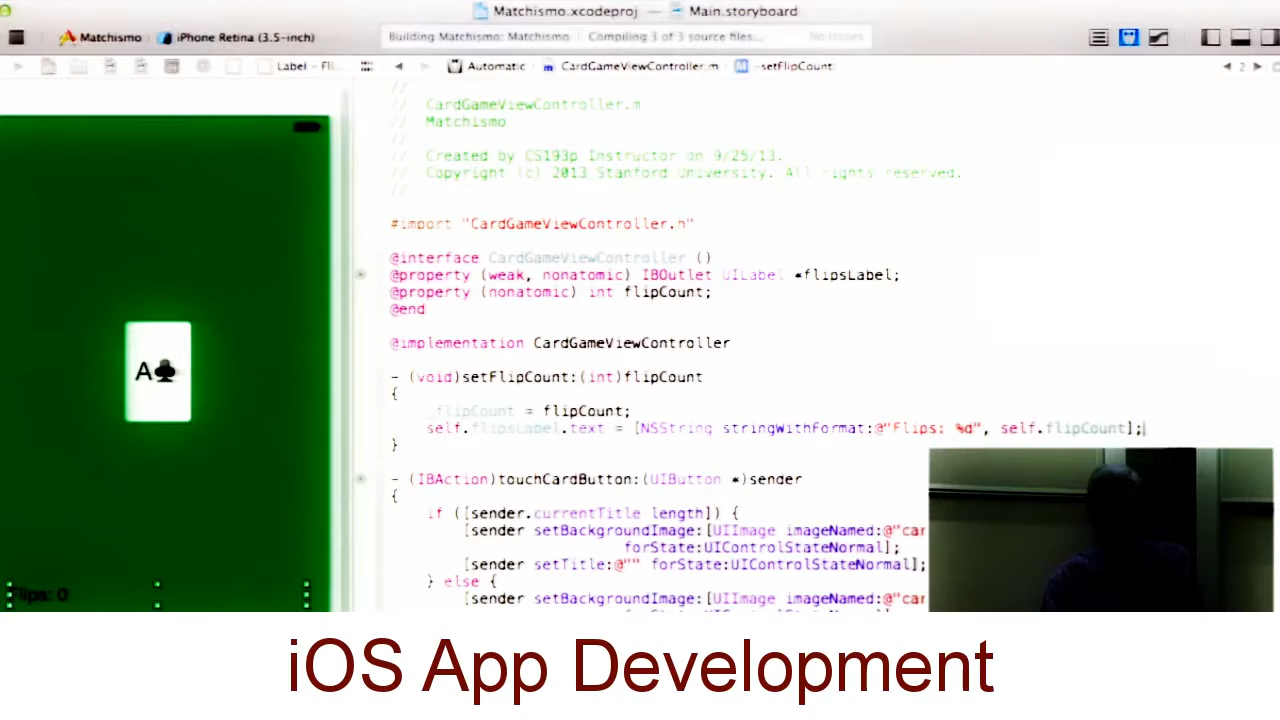 Matchismo.xcodeproj — Main.storyboard
Matchismo iPhone Retina (3.5-inch) Building Matchismo: Matchismo | Compiling 3 of 3 source files... No Issues
Label – Fli... Automatic CardGameViewController.m -setFlipCount: 2
//
// CardGameViewController.m
// Matchismo
//
// Created by CS193p Instructor on 9/25/13.
// Copyright (c) 2013 Stanford University. All rights reserved.
//
#import "CardGameViewController.h"
@interface CardGameViewController ()
@property (weak, nonatomic) IBOutlet UILabel *flipsLabel;
@property (nonatomic) int flipCount;
@end
@implementation CardGameViewController
- (void)setFlipCount:(int)flipCount
{
_flipCount = flipCount;
self.flipsLabel.text = [NSString stringWithFormat:@"Flips: %d", self.flipCount];
}
- (IBAction)touchCardButton:(UIButton *)sender
{
if ([sender.currentTitle length]) {
[sender setBackgroundImage:[UIImage imageNamed:@"car
forState:UIControlStateNormal];
[sender setTitle:@"" forState:UIControlStateNormal];
} else {
[sender setBackgroundImage:[UIImage imageNamed:@"car
A♣
Flips: 0
iOS App Development